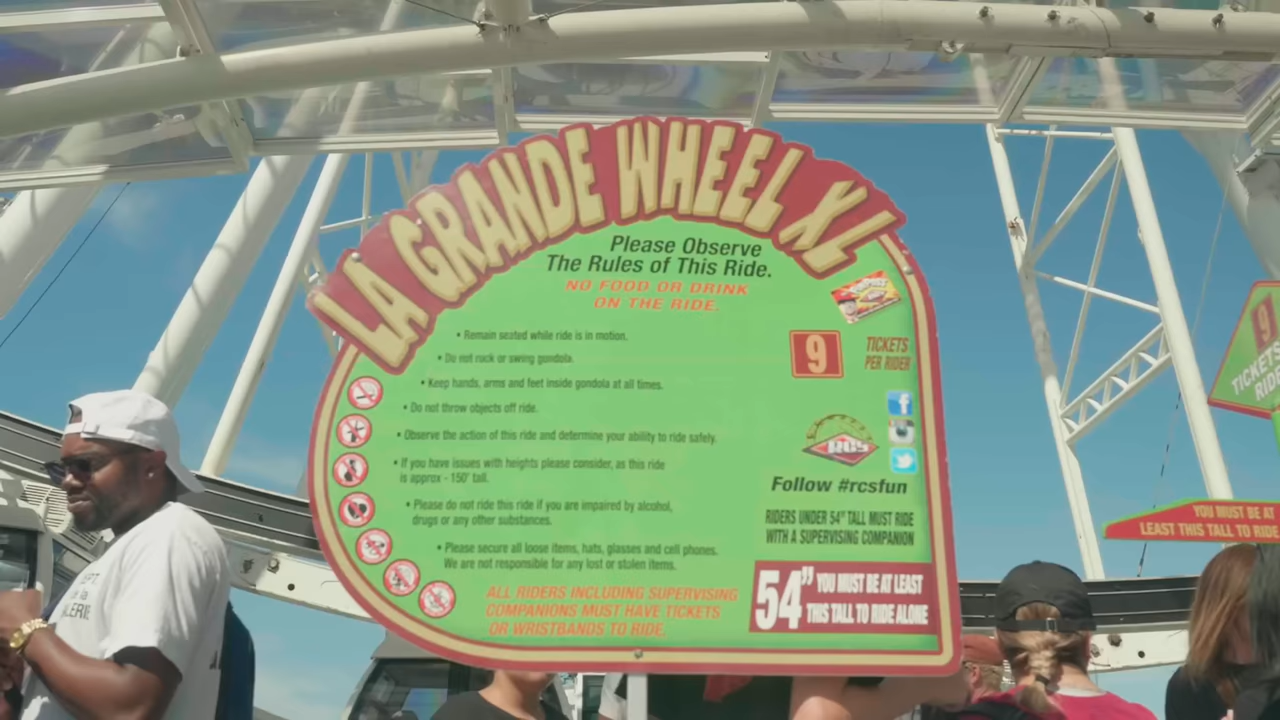 LA GRANDE WHEEL XL
Please Observe
The Rules of This Ride.
NO FOOD OR DRINK
ON THE RIDE.
• Remain seated while ride is in motion.
• Do not rock or swing gondola.
• Keep hands, arms and feet inside gondola at all times.
• Do not throw objects off ride.
• Observe the action of this ride and determine your ability to ride safely.
• If you have issues with heights please consider, as this ride
is approx - 150' tall.
• Please do not ride this ride if you are impaired by alcohol,
drugs or any other substances.
• Please secure all loose items, hats, glasses and cell phones.
We are not responsible for any lost or stolen items.
ALL RIDERS INCLUDING SUPERVISING
COMPANIONS MUST HAVE TICKETS
OR WRISTBANDS TO RIDE.
9 TICKETS
PER RIDER
RCS
Follow #rcsfun
RIDERS UNDER 54" TALL MUST RIDE
WITH A SUPERVISING COMPANION
54" YOU MUST BE AT LEAST
THIS TALL TO RIDE ALONE
9
TICKETS
YOU MUST BE AT
LEAST THIS TALL TO RIDE